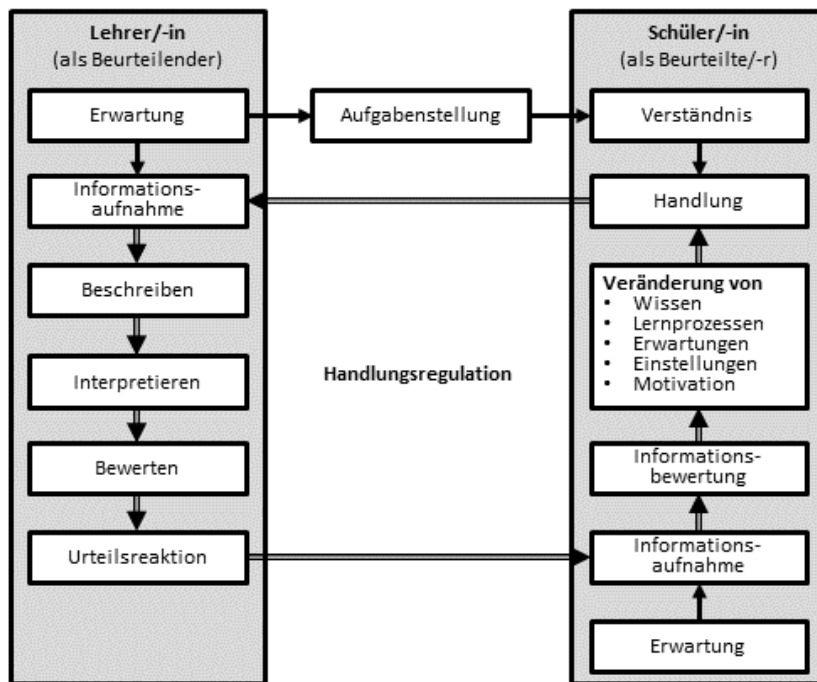 Lehrer/-in
(als Beurteilender)
Erwartung
Informations-
aufnahme
Beschreiben
Interpretieren
Bewerten
Urteilsreaktion
Aufgabenstellung
Handlungsregulation
Schüler/-in
(als Beurteilte/-r)
Verständnis
Handlung
Veränderung von
• Wissen
• Lernprozessen
• Erwartungen
• Einstellungen
• Motivation
Informations-
bewertung
Informations-
aufnahme
Erwartung